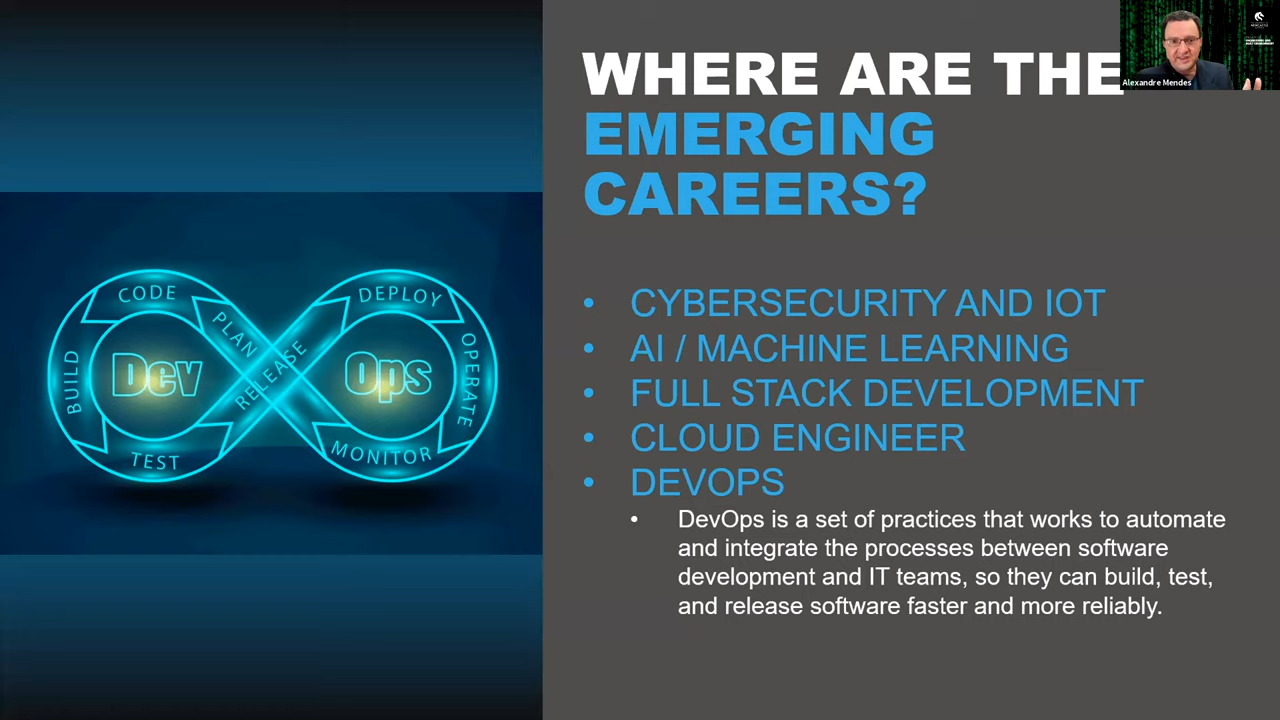 WHERE ARE THE
EMERGING
CAREERS?
• CYBERSECURITY AND IOT
• AI / MACHINE LEARNING
• FULL STACK DEVELOPMENT
• CLOUD ENGINEER
• DEVOPS
• DevOps is a set of practices that works to automate
and integrate the processes between software
development and IT teams, so they can build, test,
and release software faster and more reliably.
CODE
PLAN
BUILD
Dev
TEST
RELEASE
DEPLOY
OPERATE
Ops
MONITOR
Alexandre Mendes